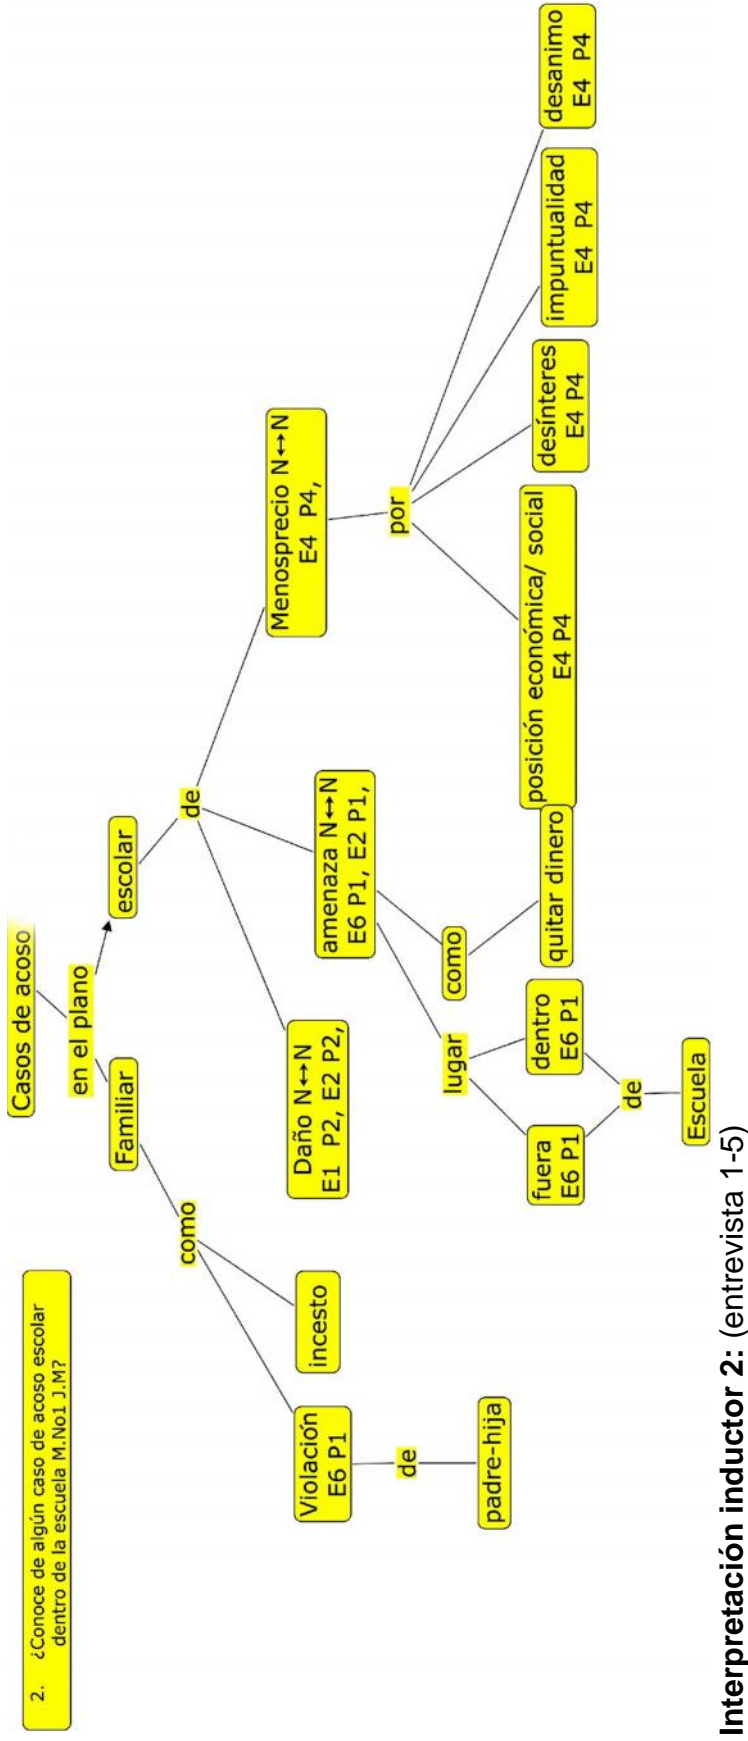 2. ¿Conoce de algún caso de acoso escolar
dentro de la escuela M.No1 J.M?
Casos de acoso
en el plano
Familiar
escolar
como
de
Violación
E6 P1
incesto
de
padre-hija
Daño N↔N
E1 P2, E2 P2,
amenaza N↔N
E6 P1, E2 P1,
Menosprecio N↔N
E4 P4,
lugar
como
por
fuera
E6 P1
dentro
E6 P1
quitar dinero
posición económica/ social
E4 P4
desínteres
E4 P4
impuntualidad
E4 P4
desanimo
E4 P4
de
Escuela
Interpretación inductor 2: (entrevista 1-5)